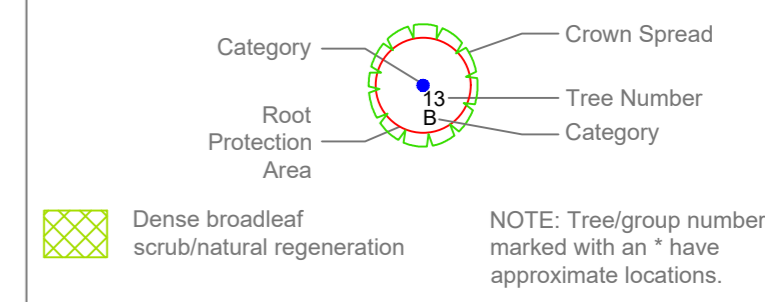 Category
Crown Spread
13
Tree Number
B
Category
Root
Protection
Area
Dense broadleaf
scrub/natural regeneration
NOTE: Tree/group number
marked with an * have
approximate locations.